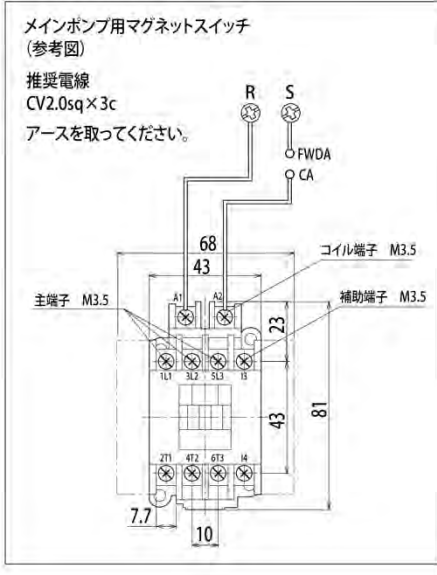 メインポンプ用マグネットスイッチ
(参考図)
推奨電線
CV2.0sq×3c
アースを取ってください。
R S
FWDA
CA
68
43
コイル端子 M3.5
主端子 M3.5
補助端子 M3.5
A1 A2
23
1L1 3L2 5L3 I3
43
81
2T1 4T2 6T3 I4
7.7
10